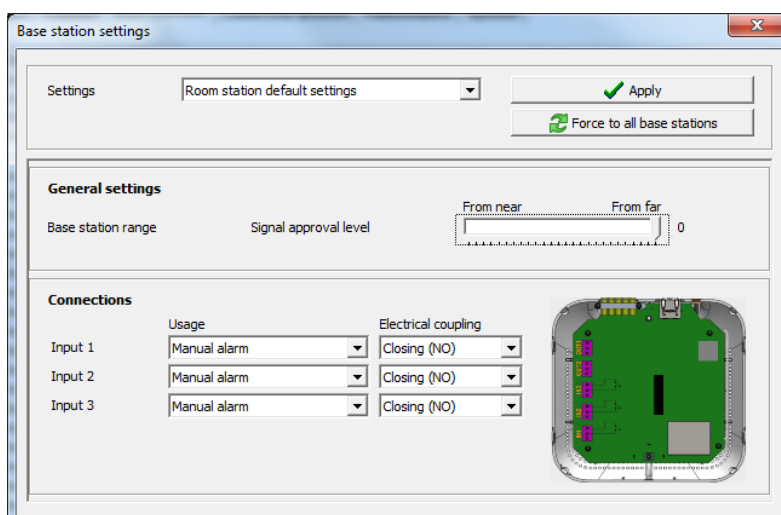 Base station settings
Settings Room station default settings Apply
Force to all base stations
General settings
From near From far
Base station range Signal approval level 0
Connections
Usage Electrical coupling
Input 1 Manual alarm Closing (NO)
Input 2 Manual alarm Closing (NO)
Input 3 Manual alarm Closing (NO)